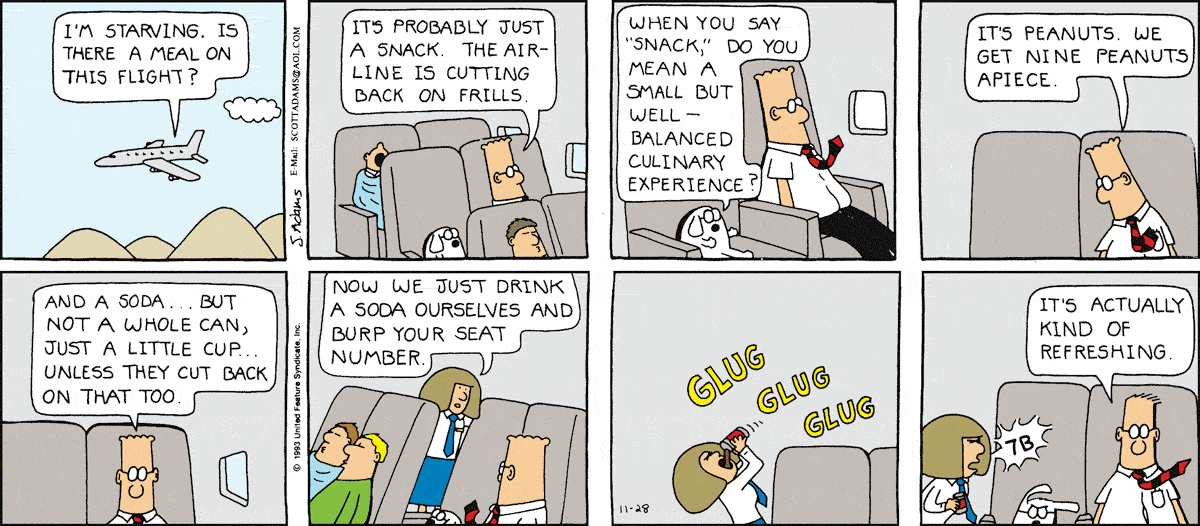 I'M STARVING. IS
THERE A MEAL ON
THIS FLIGHT?
S. Adams E-Mail: SCOTTADAMS@AOL.COM
IT'S PROBABLY JUST
A SNACK. THE AIR-
LINE IS CUTTING
BACK ON FRILLS.
WHEN YOU SAY
"SNACK," DO YOU
MEAN A
SMALL BUT
WELL-
BALANCED
CULINARY
EXPERIENCE?
IT'S PEANUTS. WE
GET NINE PEANUTS
APIECE.
AND A SODA... BUT
NOT A WHOLE CAN,
JUST A LITTLE CUP...
UNLESS THEY CUT BACK
ON THAT TOO.
© 1993 United Feature Syndicate, Inc.
NOW WE JUST DRINK
A SODA OURSELVES AND
BURP YOUR SEAT
NUMBER.
GLUG
GLUG
GLUG
11-28
7B
IT'S ACTUALLY
KIND OF
REFRESHING.